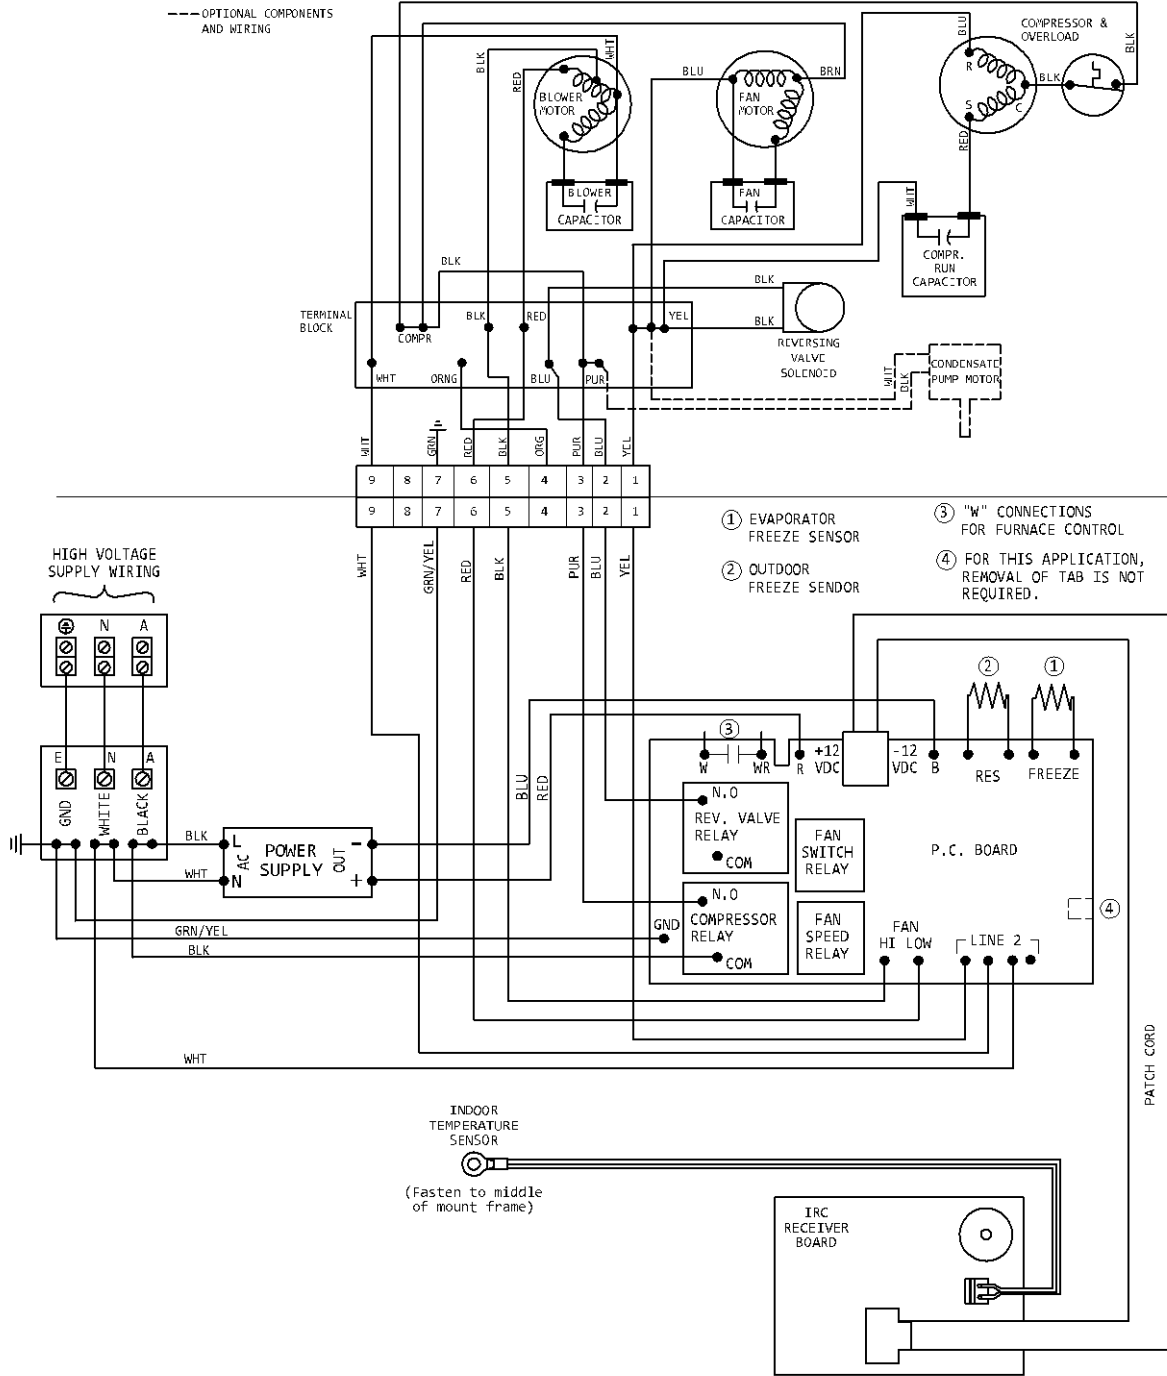 OPTIONAL COMPONENTS
AND WIRING
BLK
WHT
RED
BLOWER
MOTOR
BLU
BRN
FAN
MOTOR
BLU
R
S
C
RED
BLK
COMPRESSOR &
OVERLOAD
BLK
BLOWER
CAPACITOR
FAN
CAPACITOR
WHT
COMPR.
RUN
CAPACITOR
BLK
BLK
BLK
REVERSING
VALVE
SOLENOID
TERMINAL
BLOCK
COMPR
BLK
RED
YEL
WHT
ORNG
BLU
PUR
WHT
BLK
CONDENSATE
PUMP MOTOR
WHT
GRN
RED
BLK
ORG
PUR
BLU
YEL
9 8 7 6 5 4 3 2 1
9 8 7 6 5 4 3 2 1
WHT
GRN/YEL
RED
BLK
PUR
BLU
YEL
1 EVAPORATOR
FREEZE SENSOR
2 OUTDOOR
FREEZE SENDOR
3 "W" CONNECTIONS
FOR FURNACE CONTROL
4 FOR THIS APPLICATION,
REMOVAL OF TAB IS NOT
REQUIRED.
HIGH VOLTAGE
SUPPLY WIRING
N A
E N A
GND
WHITE
BLACK
BLK
WHT
L
N
AC
POWER
SUPPLY
OUT
-
+
BLU
RED
GRN/YEL
BLK
WHT
3
W WR R
+12
VDC
-12
VDC
B
2
RES
1
FREEZE
N.O
REV. VALVE
RELAY
COM
FAN
SWITCH
RELAY
P.C. BOARD
N.O
COMPRESSOR
RELAY
COM
GND
FAN
SPEED
RELAY
FAN
HI LOW
LINE 2
4
PATCH CORD
INDOOR
TEMPERATURE
SENSOR
(Fasten to middle
of mount frame)
IRC
RECEIVER
BOARD